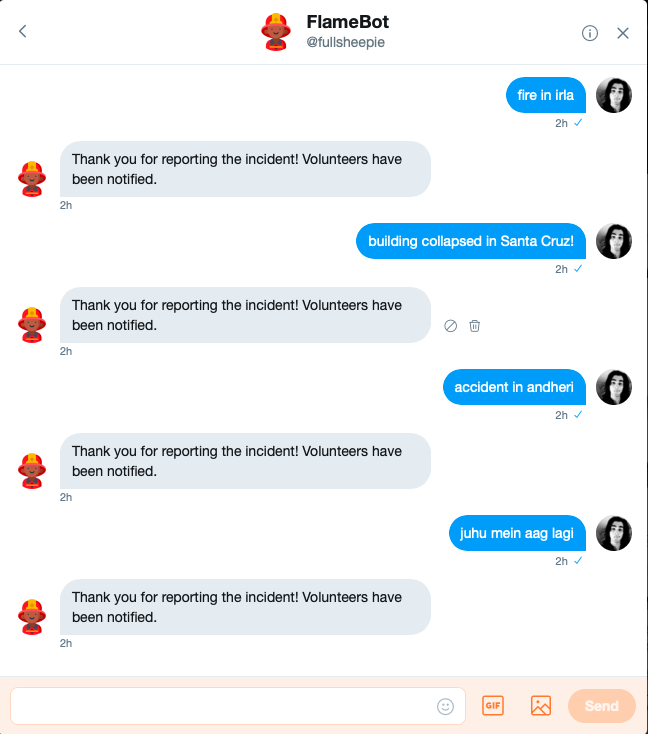 FlameBot
@fullsheepie
fire in irla
2h ✓
Thank you for reporting the incident! Volunteers have
been notified.
2h
building collapsed in Santa Cruz!
2h ✓
Thank you for reporting the incident! Volunteers have
been notified.
2h
accident in andheri
2h ✓
Thank you for reporting the incident! Volunteers have
been notified.
2h
juhu mein aag lagi
2h ✓
Thank you for reporting the incident! Volunteers have
been notified.
2h
GIF
Send